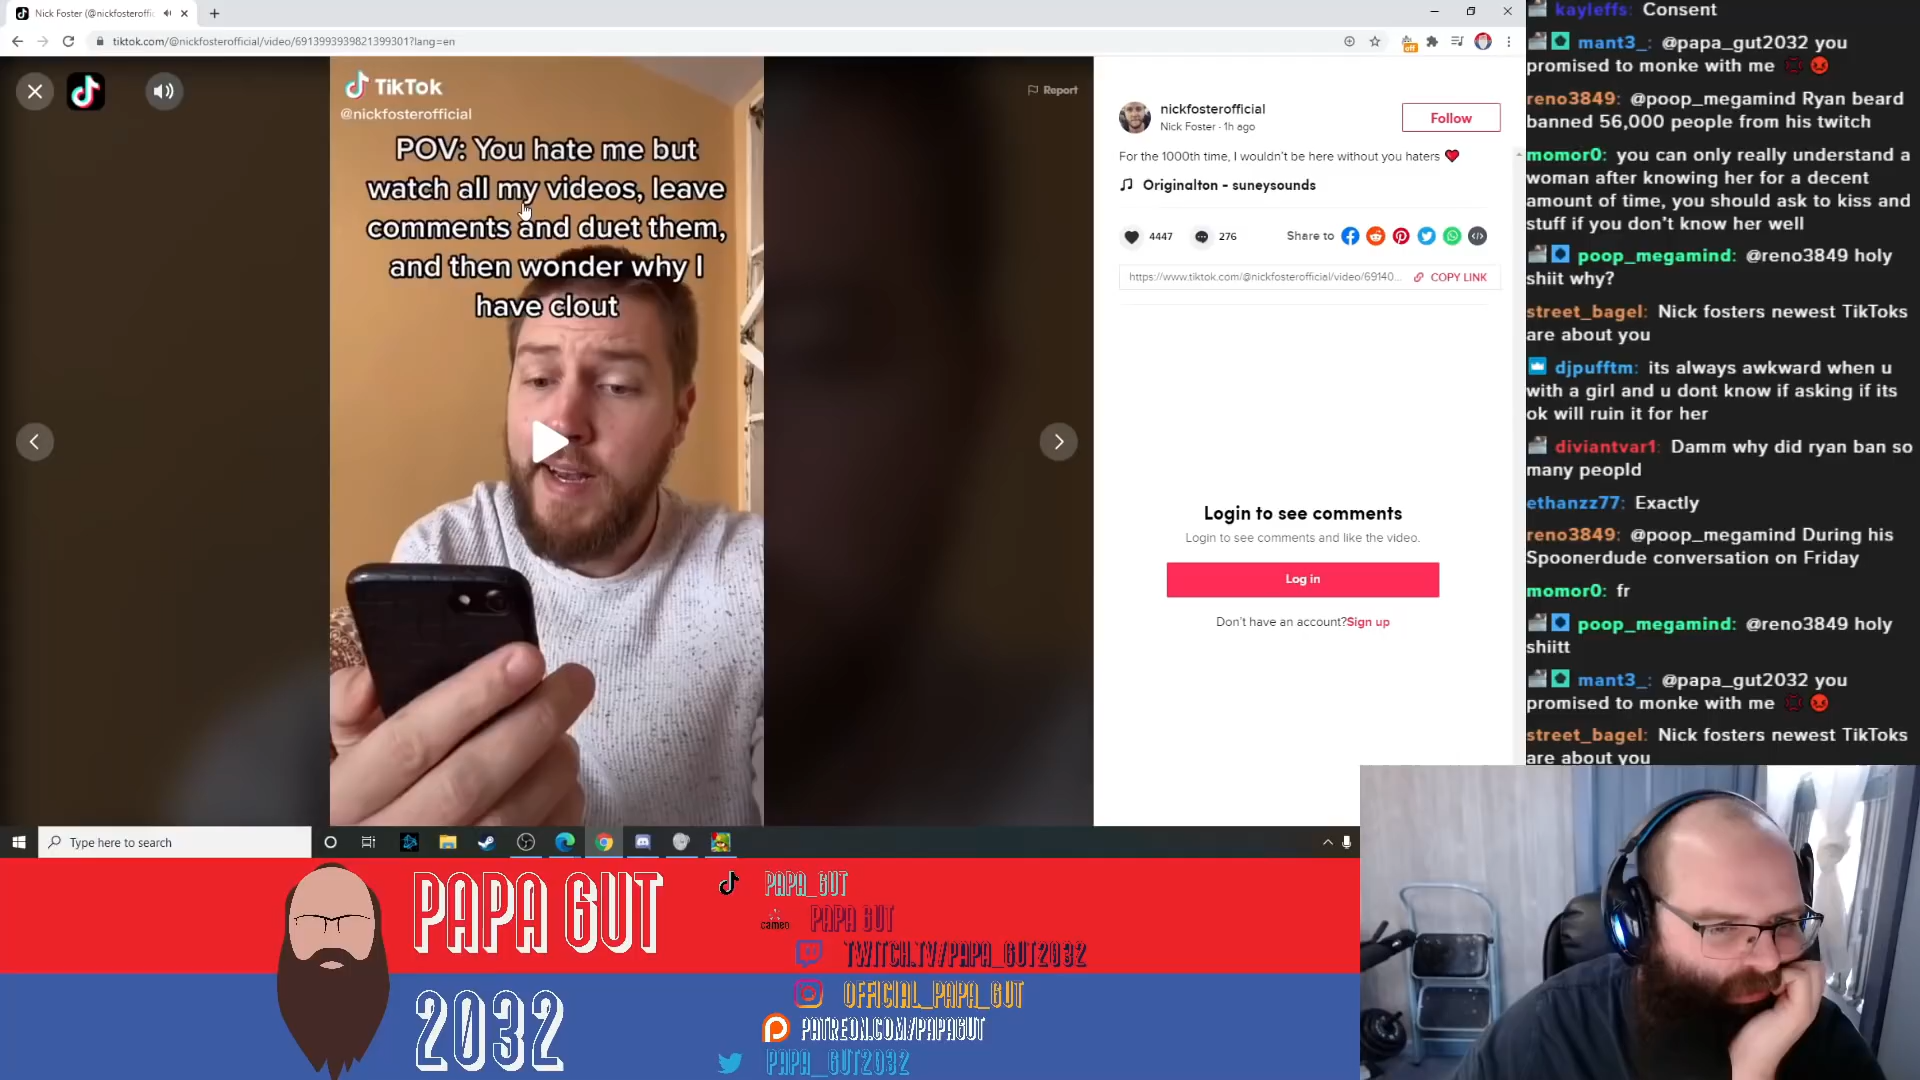 Nick Foster (@nickfosteroffic
tiktok.com/@nickfosterofficial/video/6913993939821399301?lang=en
TikTok
@nickfosterofficial
POV: You hate me but
watch all my videos, leave
comments and duet them,
and then wonder why I
have clout
Report
nickfosterofficial
Nick Foster · 1h ago
Follow
For the 1000th time, I wouldn't be here without you haters ❤️
Originalton - suneysounds
4447
276
Share to
https://www.tiktok.com/@nickfosterofficial/video/69140...
COPY LINK
Login to see comments
Login to see comments and like the video.
Log in
Don't have an account?Sign up
kayleffs: Consent
mant3_: @papa_gut2032 you
promised to monke with me
reno3849: @poop_megamind Ryan beard
banned 56,000 people from his twitch
momor0: you can only really understand a
woman after knowing her for a decent
amount of time, you should ask to kiss and
stuff if you don't know her well
poop_megamind: @reno3849 holy
shiit why?
street_bagel: Nick fosters newest TikToks
are about you
djpufftm: its always awkward when u
with a girl and u dont know if asking if its
ok will ruin it for her
diviantvar1: Damm why did ryan ban so
many peopld
ethanzz77: Exactly
reno3849: @poop_megamind During his
Spoonerdude conversation on Friday
momor0: fr
poop_megamind: @reno3849 holy
shiitt
mant3_: @papa_gut2032 you
promised to monke with me
street_bagel: Nick fosters newest TikToks
are about you
Type here to search
PAPA GUT
2032
PAPA_GUT
cameo
PAPA GUT
TWITCH.TV/PAPA_GUT2032
OFFICIAL_PAPA_GUT
PATREON.COM/PAPAGUT
PAPA_GUT2032